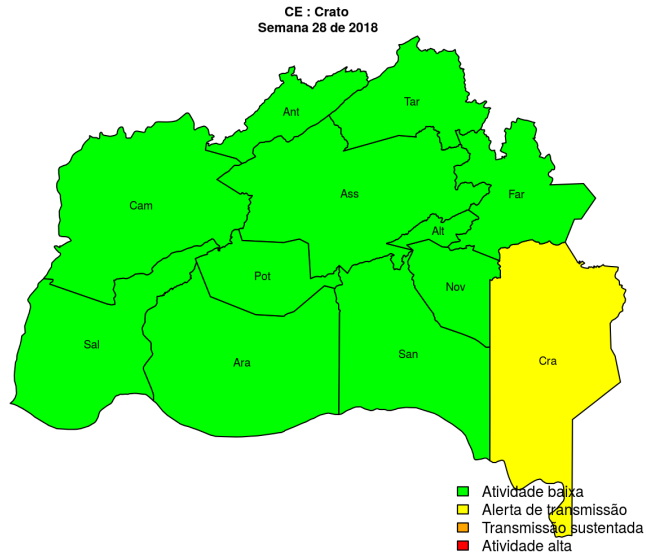 CE : Crato
Semana 28 de 2018
Tar
Ant
Ass
Far
Cam
Alt
Pot
Nov
Sal
San
Ara
Cra
Atividade baixa
Alerta de transmissão
Transmissão sustentada
Atividade alta